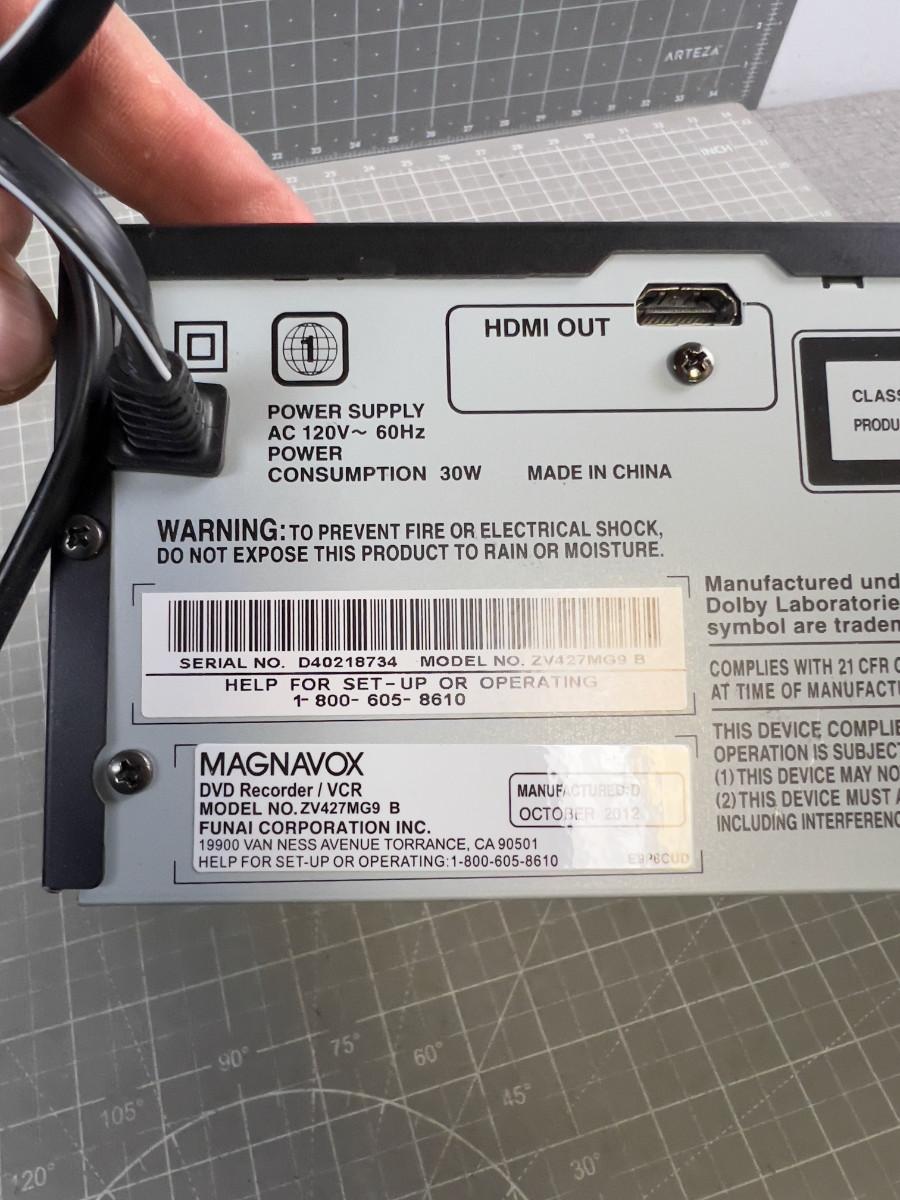 ARTEZA
INCH
HDMI OUT
1
POWER SUPPLY
AC 120V~ 60Hz
POWER
CONSUMPTION 30W
MADE IN CHINA
CLASS
PRODU
WARNING: TO PREVENT FIRE OR ELECTRICAL SHOCK,
DO NOT EXPOSE THIS PRODUCT TO RAIN OR MOISTURE.
SERIAL NO. D40218734 MODEL NO. ZV427MG9 B
HELP FOR SET-UP OR OPERATING
1-800-605-8610
Manufactured und
Dolby Laboratorie
symbol are tradem
COMPLIES WITH 21 CFR
AT TIME OF MANUFACTU
THIS DEVICE COMPLIE
OPERATION IS SUBJECT
(1) THIS DEVICE MAY NO
(2) THIS DEVICE MUST A
INCLUDING INTERFERENC
MAGNAVOX
DVD Recorder / VCR
MODEL NO. ZV427MG9 B
FUNAI CORPORATION INC.
19900 VAN NESS AVENUE TORRANCE, CA 90501
HELP FOR SET-UP OR OPERATING:1-800-605-8610
MANUFACTURED:D
OCTOBER 2012
E9P6CUD
120°
105°
90°
75°
60°
45°
30°